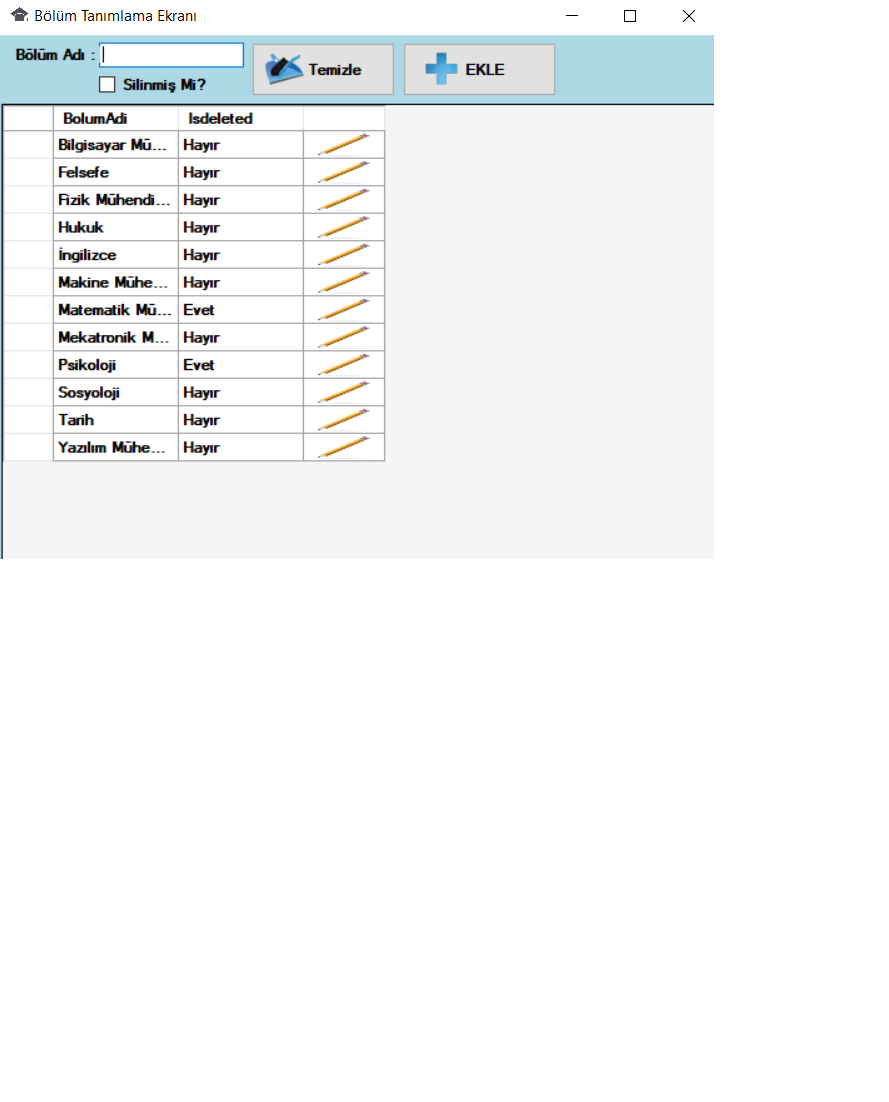 Bölüm Tanımlama Ekranı
Bölüm Adı :
Temizle
EKLE
Silinmiş Mi?
BolumAdi Isdeleted
Bilgisayar Mü... Hayır
Felsefe Hayır
Fizik Mühendi... Hayır
Hukuk Hayır
İngilizce Hayır
Makine Mühe... Hayır
Matematik Mü... Evet
Mekatronik M... Hayır
Psikoloji Evet
Sosyoloji Hayır
Tarih Hayır
Yazılım Mühe... Hayır